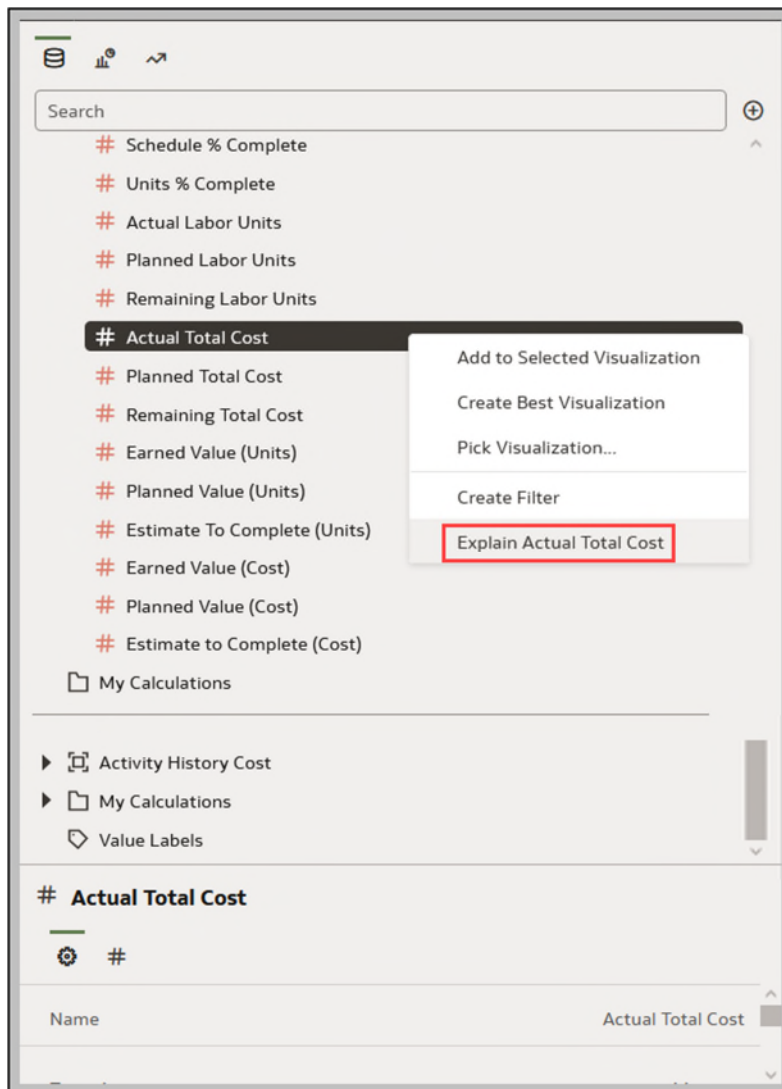 Search
# Schedule % Complete
# Units % Complete
# Actual Labor Units
# Planned Labor Units
# Remaining Labor Units
# Actual Total Cost
# Planned Total Cost
# Remaining Total Cost
# Earned Value (Units)
# Planned Value (Units)
# Estimate To Complete (Units)
# Earned Value (Cost)
# Planned Value (Cost)
# Estimate to Complete (Cost)
My Calculations
Add to Selected Visualization
Create Best Visualization
Pick Visualization...
Create Filter
Explain Actual Total Cost
Activity History Cost
My Calculations
Value Labels
# Actual Total Cost
#
Name Actual Total Cost